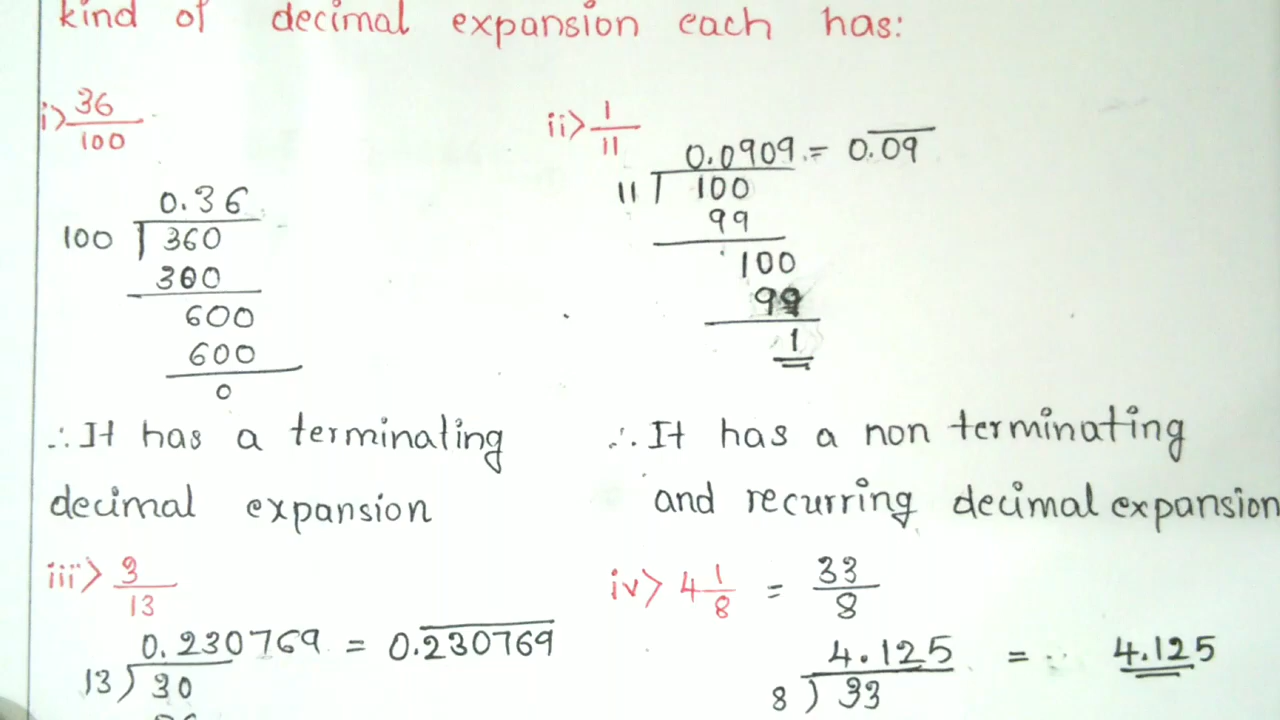 kind of decimal expansion each has:
i> 36/100
0.36
100 ) 360
300
600
600
0
∴ It has a terminating
decimal expansion
ii> 1/11
0.0909.. = 0.\overline{09}
11 ) 100
99
100
99
1
∴ It has a non terminating
and recurring decimal expansion
iii> 3/13
0.230769 = 0.\overline{230769}
13 ) 30
iv> 4 1/8 = 33/8
4.125 = 4.125
8 ) 33